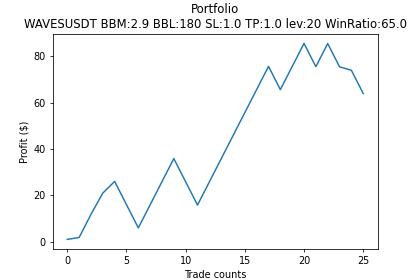 Portfolio
WAVESUSDT BBM:2.9 BBL:180 SL:1.0 TP:1.0 lev:20 WinRatio:65.0
80
60
40
20
0
Profit ($)
0 5 10 15 20 25
Trade counts